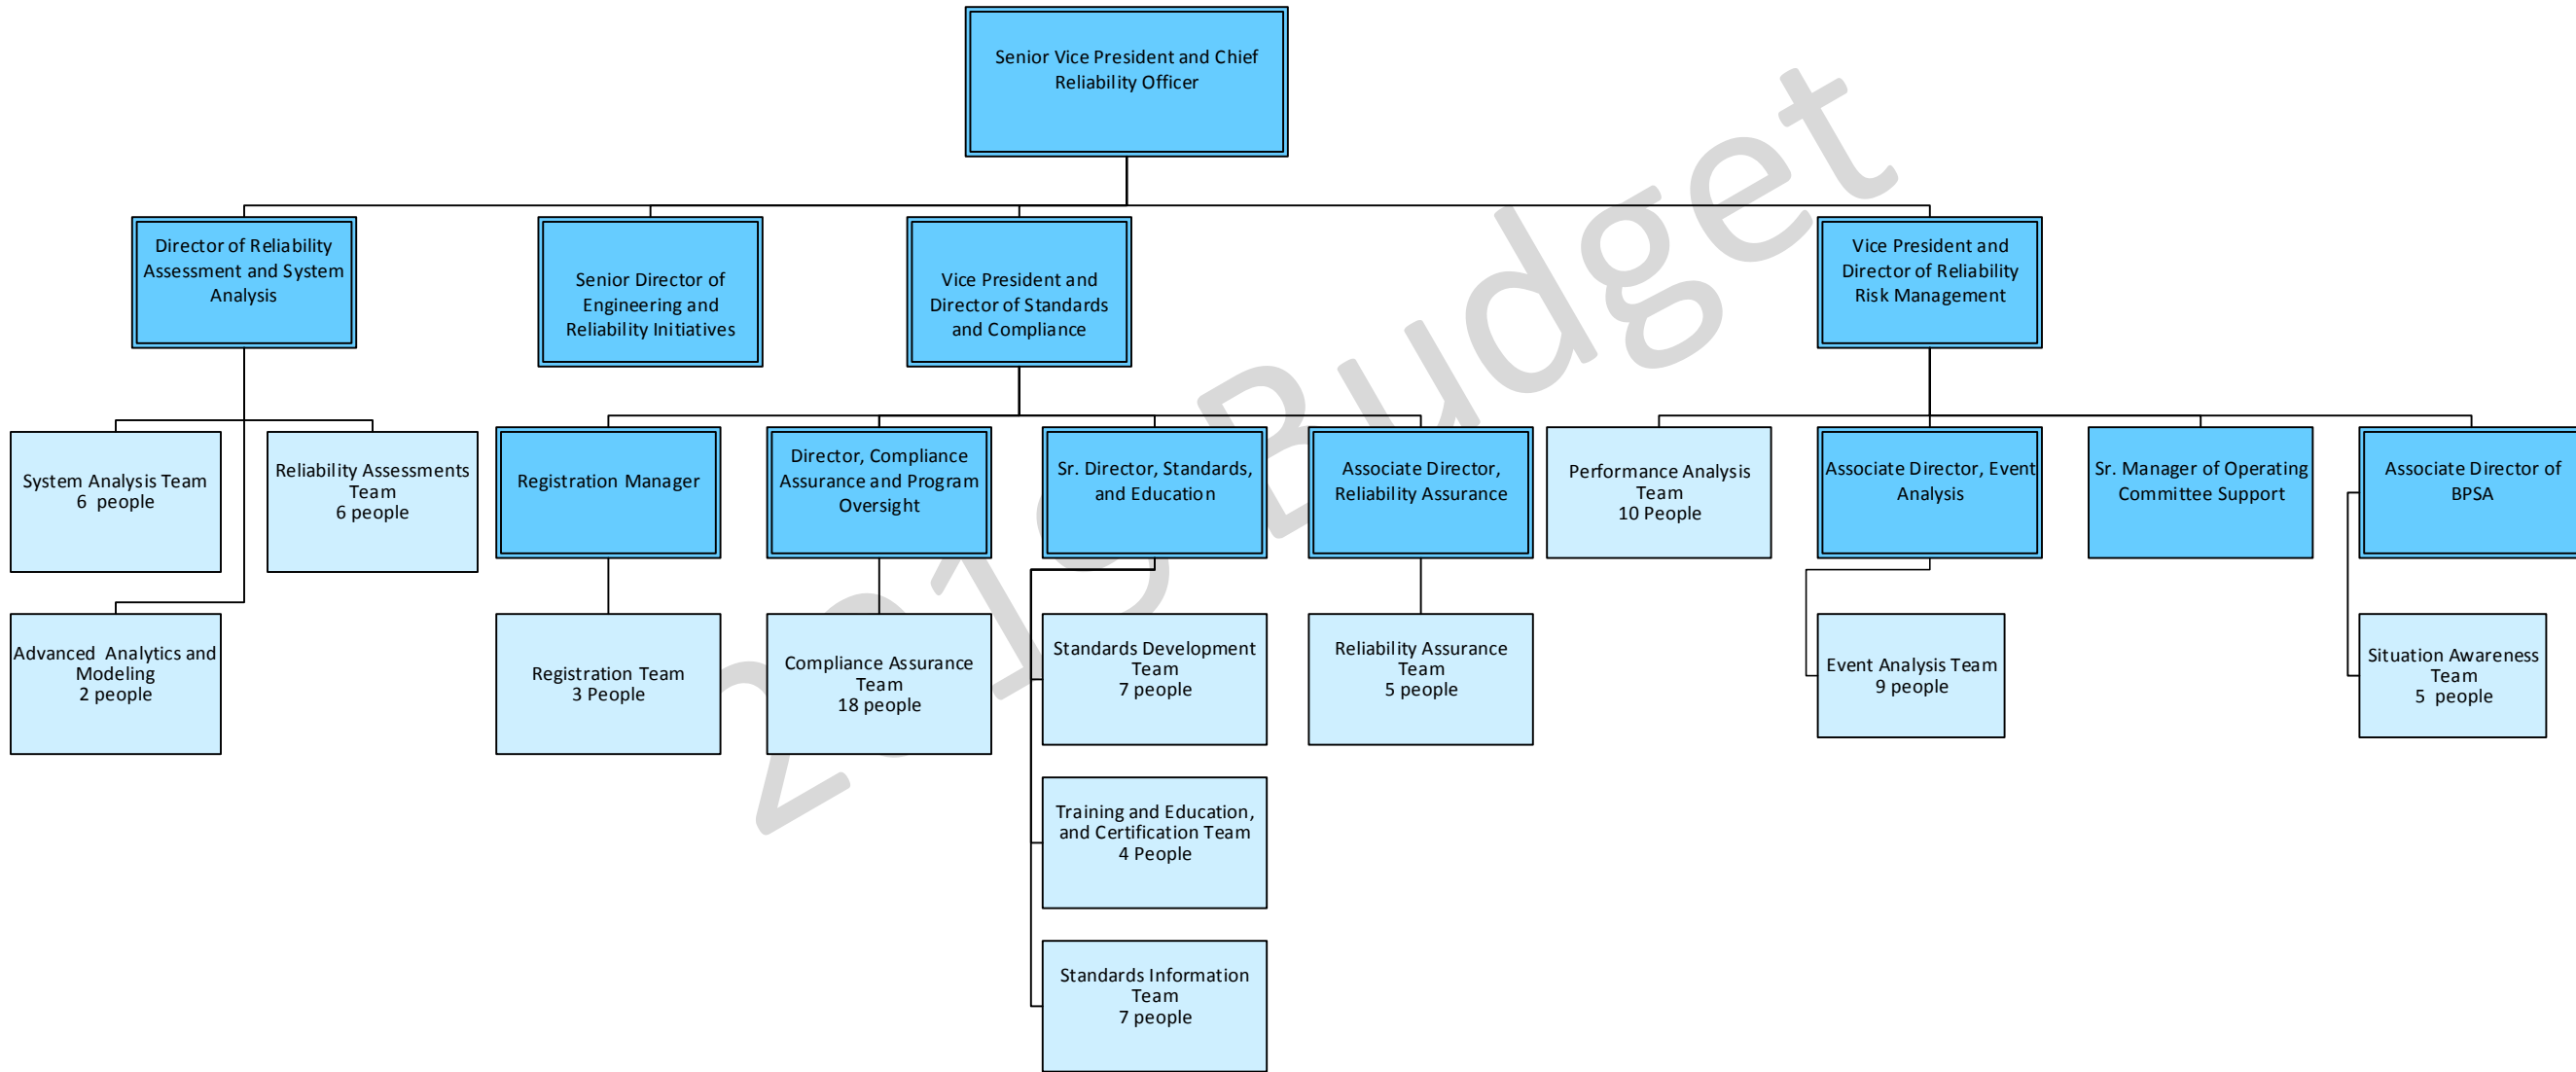 Senior Vice President and Chief
Reliability Officer
Director of Reliability
Assessment and System
Analysis
Senior Director of
Engineering and
Reliability Initiatives
Vice President and
Director of Standards
and Compliance
Vice President and
Director of Reliability
Risk Management
System Analysis Team
6 people
Reliability Assessments
Team
6 people
Registration Manager
Director, Compliance
Assurance and Program
Oversight
Sr. Director, Standards,
and Education
Associate Director,
Reliability Assurance
Performance Analysis
Team
10 People
Associate Director, Event
Analysis
Sr. Manager of Operating
Committee Support
Associate Director of
BPSA
Advanced Analytics and
Modeling
2 people
Registration Team
3 People
Compliance Assurance
Team
18 people
Standards Development
Team
7 people
Reliability Assurance
Team
5 people
Event Analysis Team
9 people
Situation Awareness
Team
5 people
Training and Education,
and Certification Team
4 People
Standards Information
Team
7 people
2019 Budget